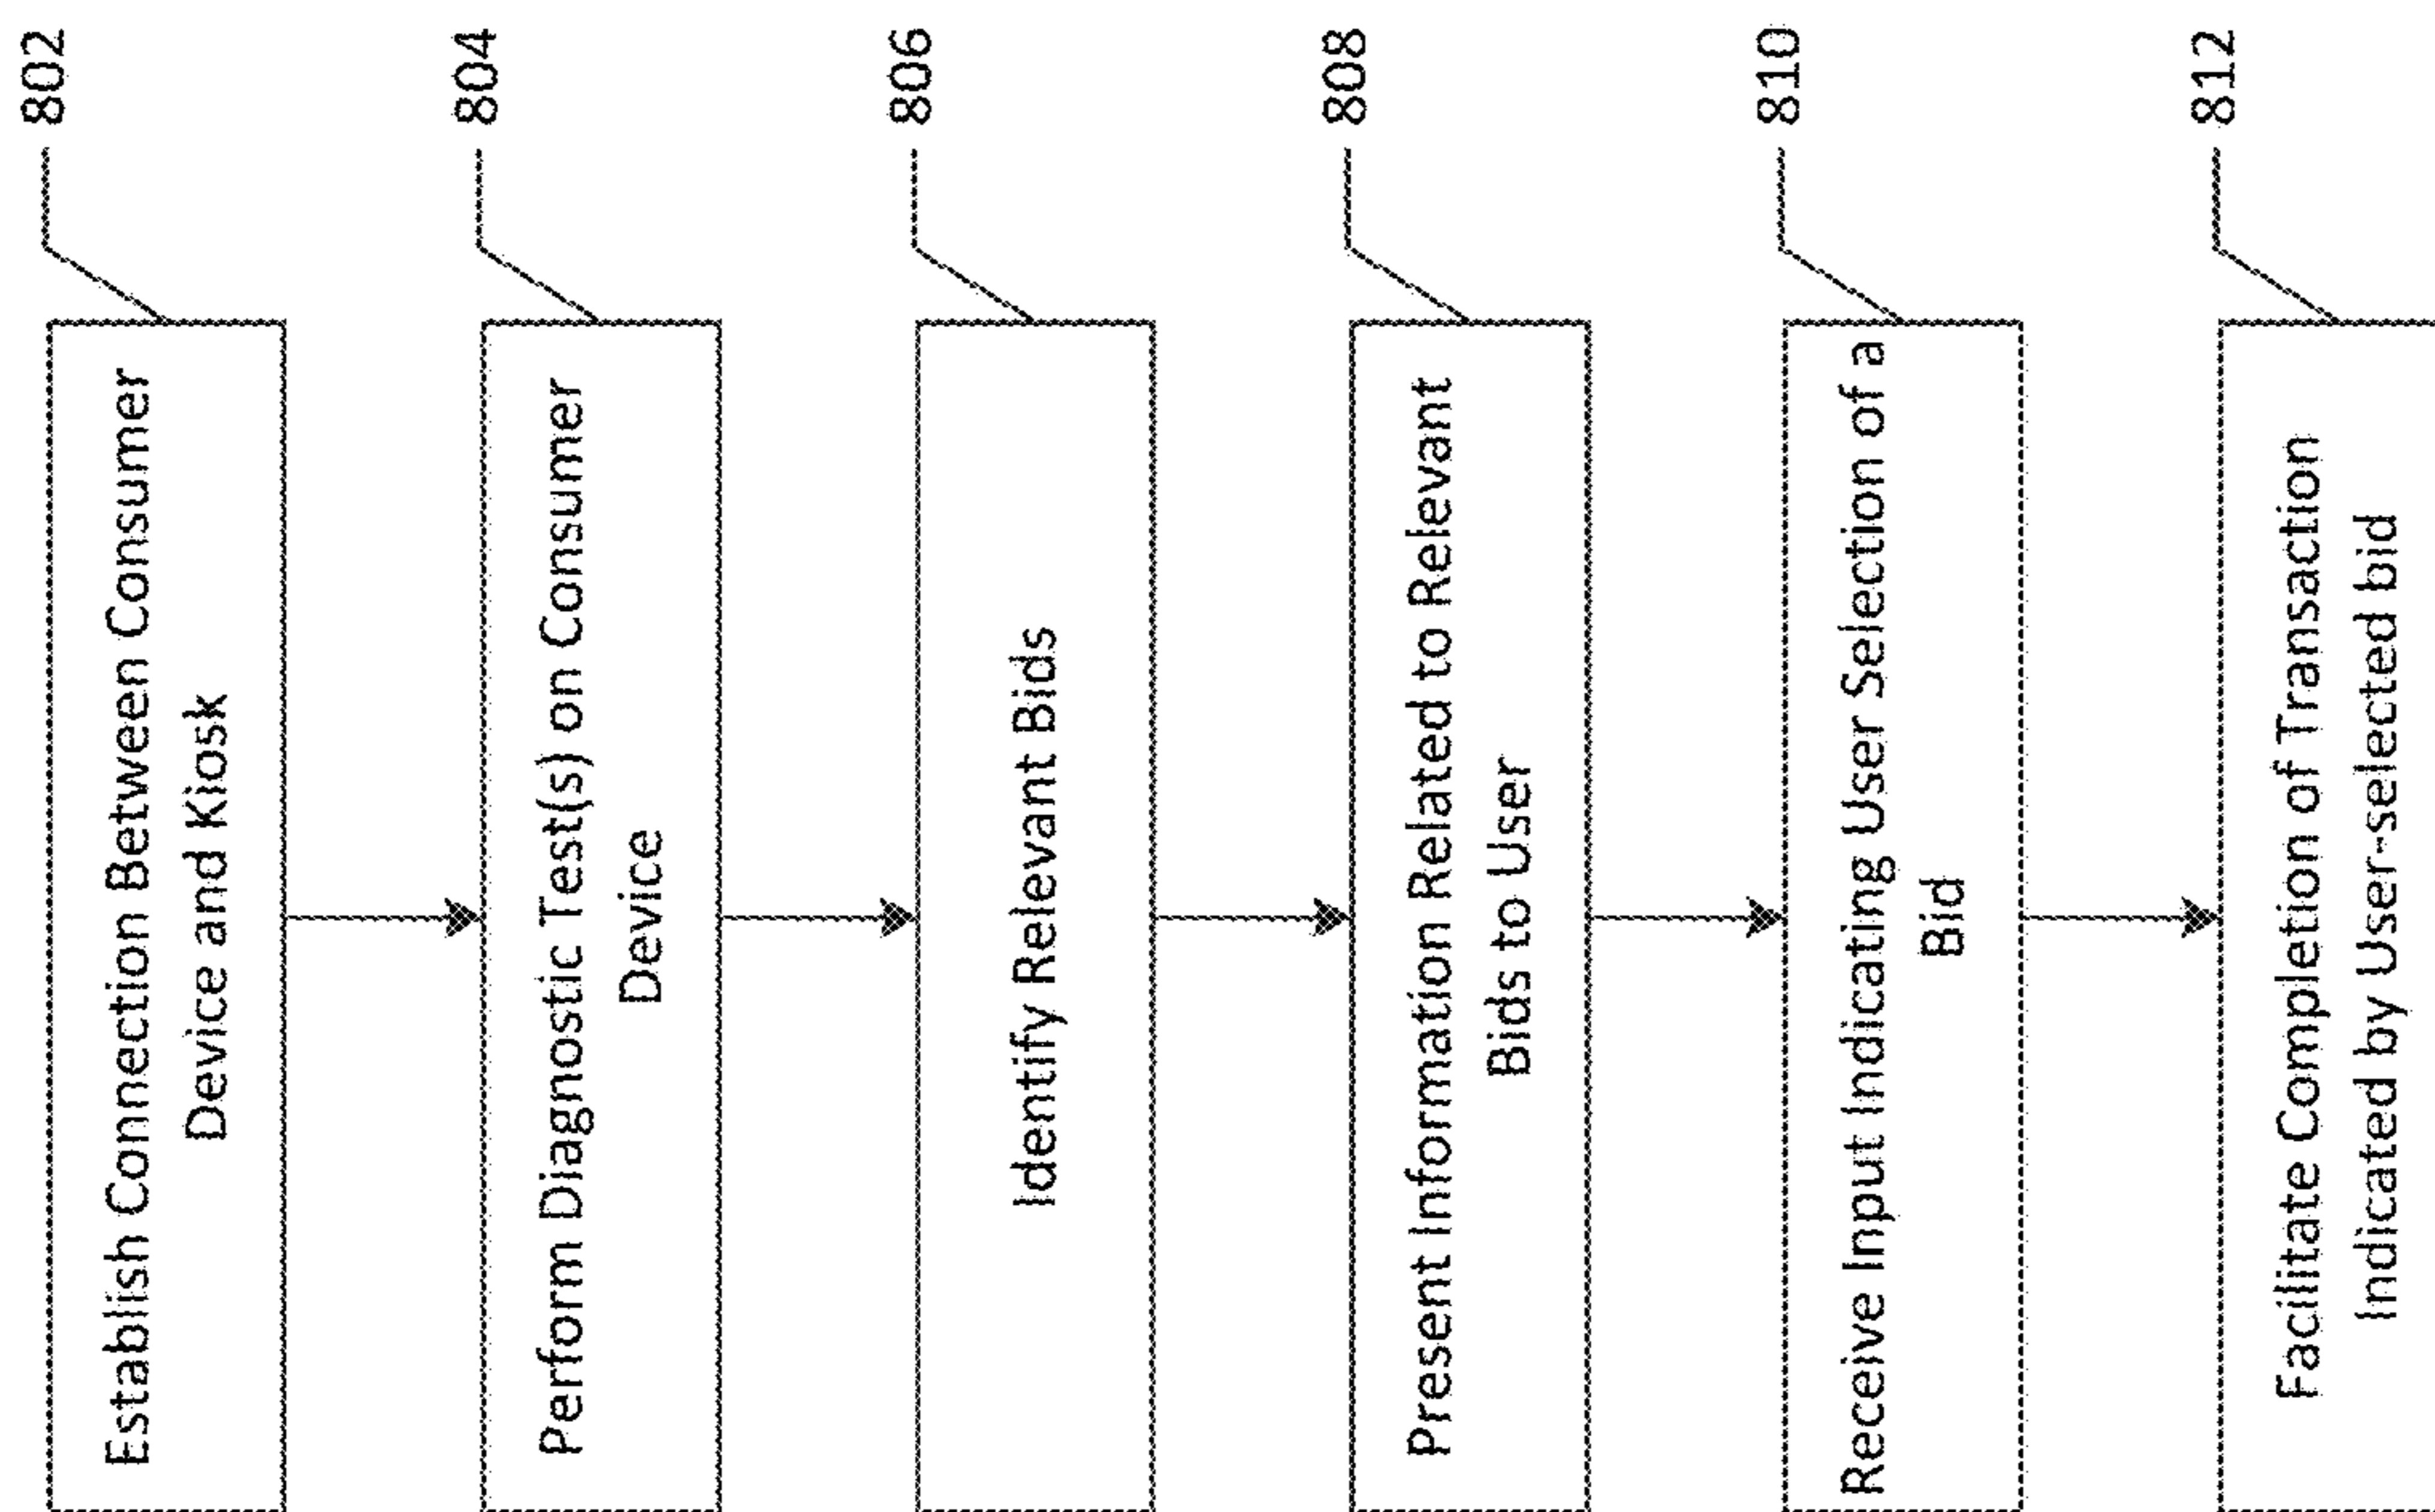 802
Establish Connection Between Consumer
Device and Kiosk
804
Perform Diagnostic Test(s) on Consumer
Device
806
Identify Relevant Bids
808
Present Information Related to Relevant
Bids to User
810
Receive Input Indicating User Selection of a
Bid
812
Facilitate Completion of Transaction
Indicated by User-selected bid